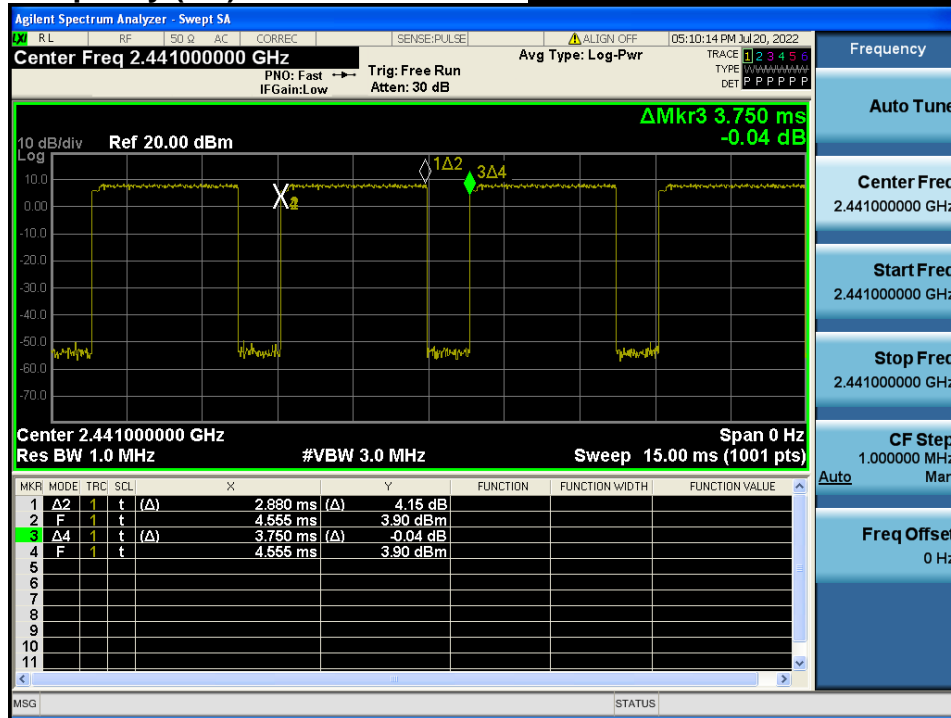 Agilent Spectrum Analyzer - Swept SA
LXI RL RF 50 Ω AC CORREC SENSE:PULSE ALIGN OFF 05:10:14 PM Jul 20, 2022
Center Freq 2.441000000 GHz
PNO: Fast
IFGain:Low
Trig: Free Run
Atten: 30 dB
Avg Type: Log-Pwr
TRACE 1 2 3 4 5 6
TYPE WWWWWW
DET P P P P P P
Frequency
ΔMkr3 3.750 ms
-0.04 dB
10 dB/div Ref 20.00 dBm
Log
1Δ2
3Δ4
10.0
0.00
-10.0
-20.0
-30.0
-40.0
-50.0
-60.0
-70.0
Center 2.441000000 GHz Span 0 Hz
Res BW 1.0 MHz #VBW 3.0 MHz Sweep 15.00 ms (1001 pts)
MKR MODE TRC SCL X Y FUNCTION FUNCTION WIDTH FUNCTION VALUE
1 Δ2 1 t (Δ) 2.880 ms (Δ) 4.15 dB
2 F 1 t 4.555 ms 3.90 dBm
3 Δ4 1 t (Δ) 3.750 ms (Δ) -0.04 dB
4 F 1 t 4.555 ms 3.90 dBm
5
6
7
8
9
10
11
Auto Tune
Center Freq
2.441000000 GHz
Start Freq
2.441000000 GHz
Stop Freq
2.441000000 GHz
CF Step
1.000000 MHz
Auto Man
Freq Offset
0 Hz
MSG STATUS